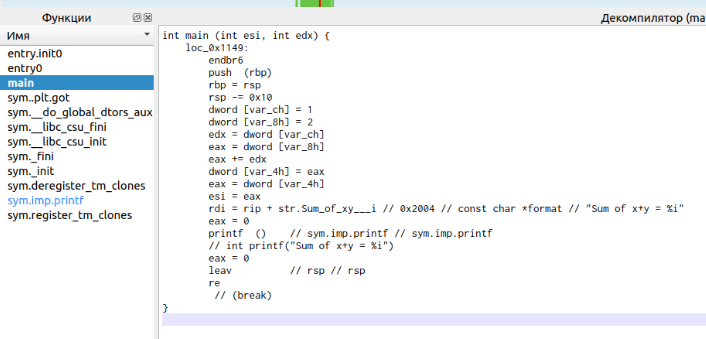 Функции
Имя
entry.init0
entry0
main
sym..plt.got
sym.__do_global_dtors_aux
sym.__libc_csu_fini
sym.__libc_csu_init
sym._fini
sym._init
sym.deregister_tm_clones
sym.imp.printf
sym.register_tm_clones
Декомпилятор (ma
int main (int esi, int edx) {
loc_0x1149:
endbr6
push (rbp)
rbp = rsp
rsp -= 0x10
dword [var_ch] = 1
dword [var_8h] = 2
edx = dword [var_ch]
eax = dword [var_8h]
eax += edx
dword [var_4h] = eax
eax = dword [var_4h]
esi = eax
rdi = rip + str.Sum_of_xy___i // 0x2004 // const char *format // "Sum of x+y = %i"
eax = 0
printf () // sym.imp.printf // sym.imp.printf
// int printf("Sum of x+y = %i")
eax = 0
leav // rsp // rsp
re
// (break)
}